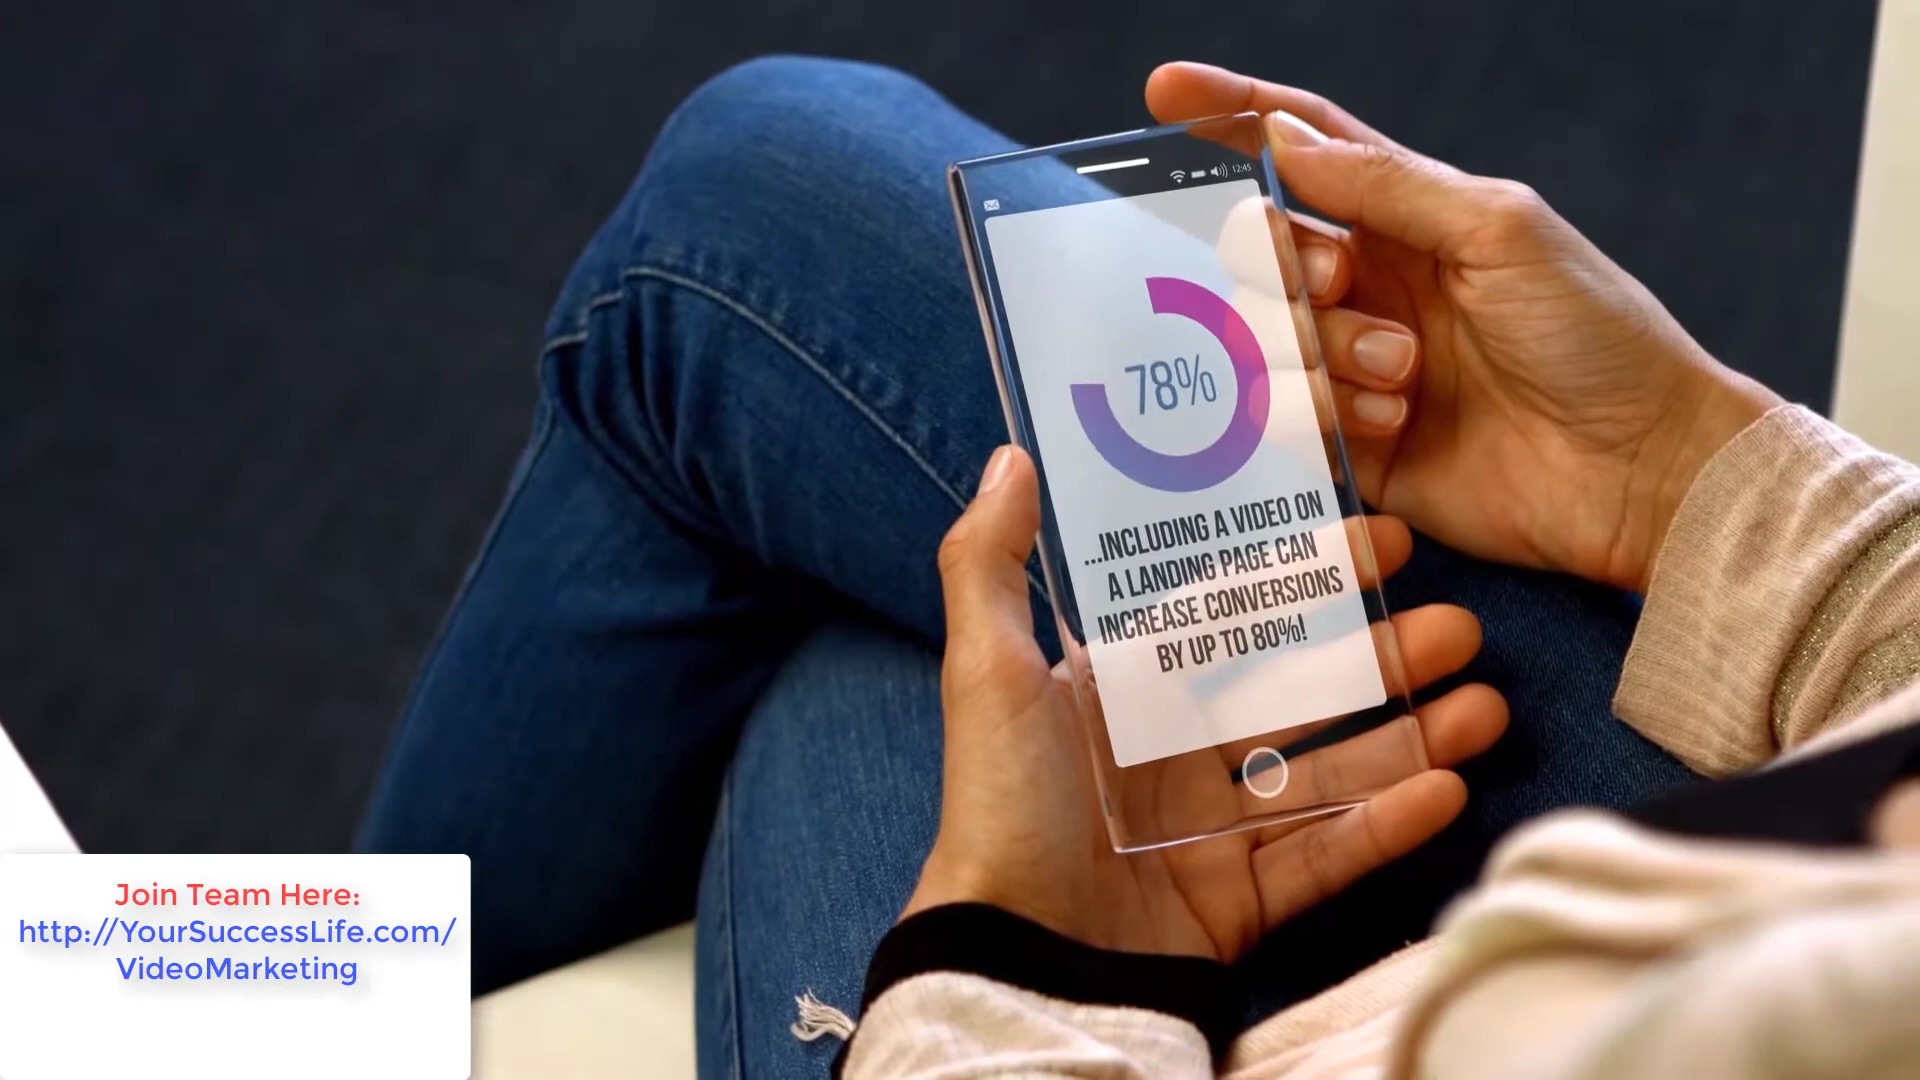 12:45
78%
...INCLUDING A VIDEO ON
A LANDING PAGE CAN
INCREASE CONVERSIONS
BY UP TO 80%!
Join Team Here:
http://YourSuccessLife.com/
VideoMarketing